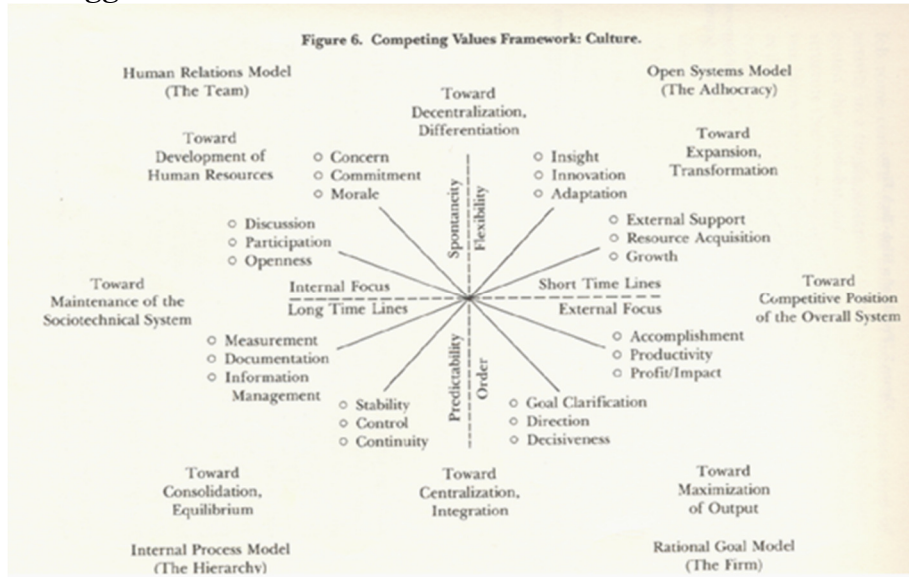 Figure 6. Competing Values Framework: Culture.
Human Relations Model
(The Team)
Open Systems Model
(The Adhocracy)
Toward
Decentralization,
Differentiation
Toward
Development of
Human Resources
Toward
Expansion,
Transformation
○ Concern
○ Commitment
○ Morale
○ Insight
○ Innovation
○ Adaptation
Spontaneity
Flexibility
○ Discussion
○ Participation
○ Openness
○ External Support
○ Resource Acquisition
○ Growth
Toward
Maintenance of the
Sociotechnical System
Internal Focus
Long Time Lines
Short Time Lines
External Focus
Toward
Competitive Position
of the Overall System
○ Measurement
○ Documentation
○ Information
Management
○ Accomplishment
○ Productivity
○ Profit/Impact
Predictability
Order
○ Stability
○ Control
○ Continuity
○ Goal Clarification
○ Direction
○ Decisiveness
Toward
Consolidation,
Equilibrium
Toward
Centralization,
Integration
Toward
Maximization
of Output
Internal Process Model
(The Hierarchy)
Rational Goal Model
(The Firm)